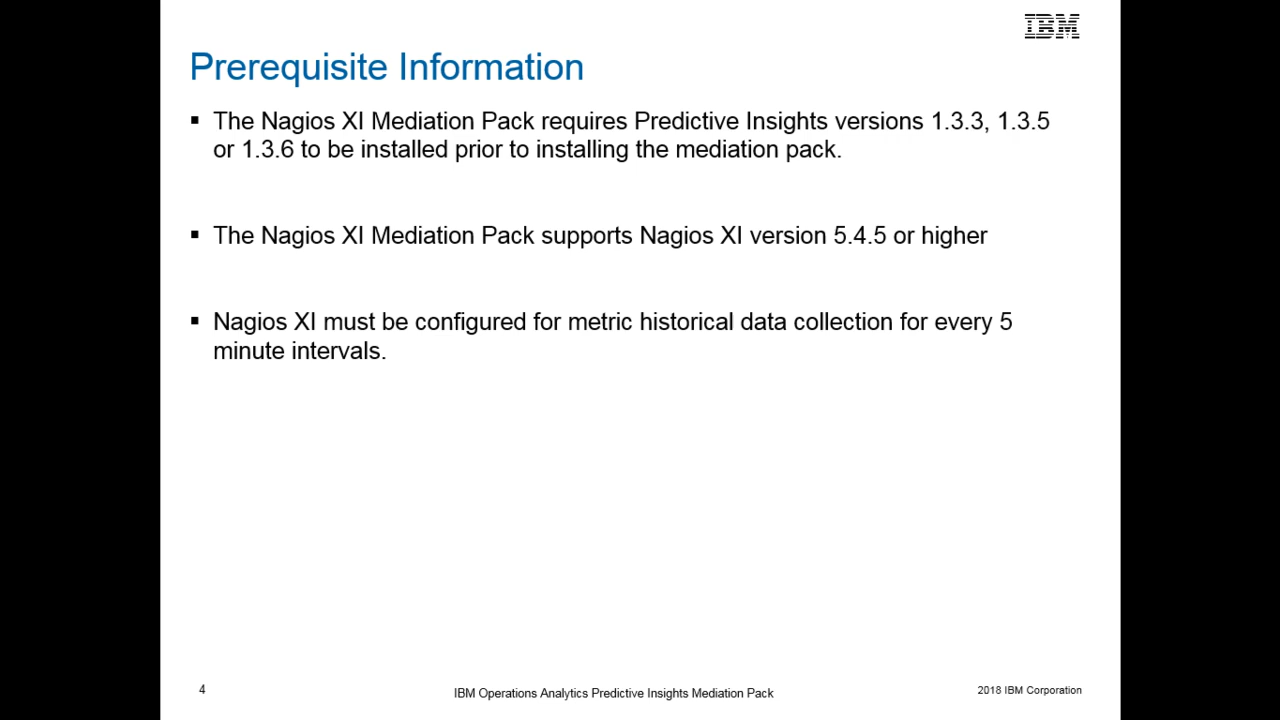 IBM
Prerequisite Information
▪ The Nagios XI Mediation Pack requires Predictive Insights versions 1.3.3, 1.3.5
or 1.3.6 to be installed prior to installing the mediation pack.
▪ The Nagios XI Mediation Pack supports Nagios XI version 5.4.5 or higher
▪ Nagios XI must be configured for metric historical data collection for every 5
minute intervals.
4
IBM Operations Analytics Predictive Insights Mediation Pack
2018 IBM Corporation